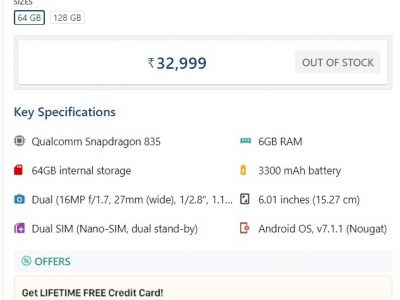 SIZES
64 GB 128 GB
₹ 32,999 OUT OF STOCK
Key Specifications
Qualcomm Snapdragon 835 6GB RAM
64GB internal storage 3300 mAh battery
Dual (16MP f/1.7, 27mm (wide), 1/2.8", 1.1... 6.01 inches (15.27 cm)
Dual SIM (Nano-SIM, dual stand-by) Android OS, v7.1.1 (Nougat)
OFFERS
Get LIFETIME FREE Credit Card!